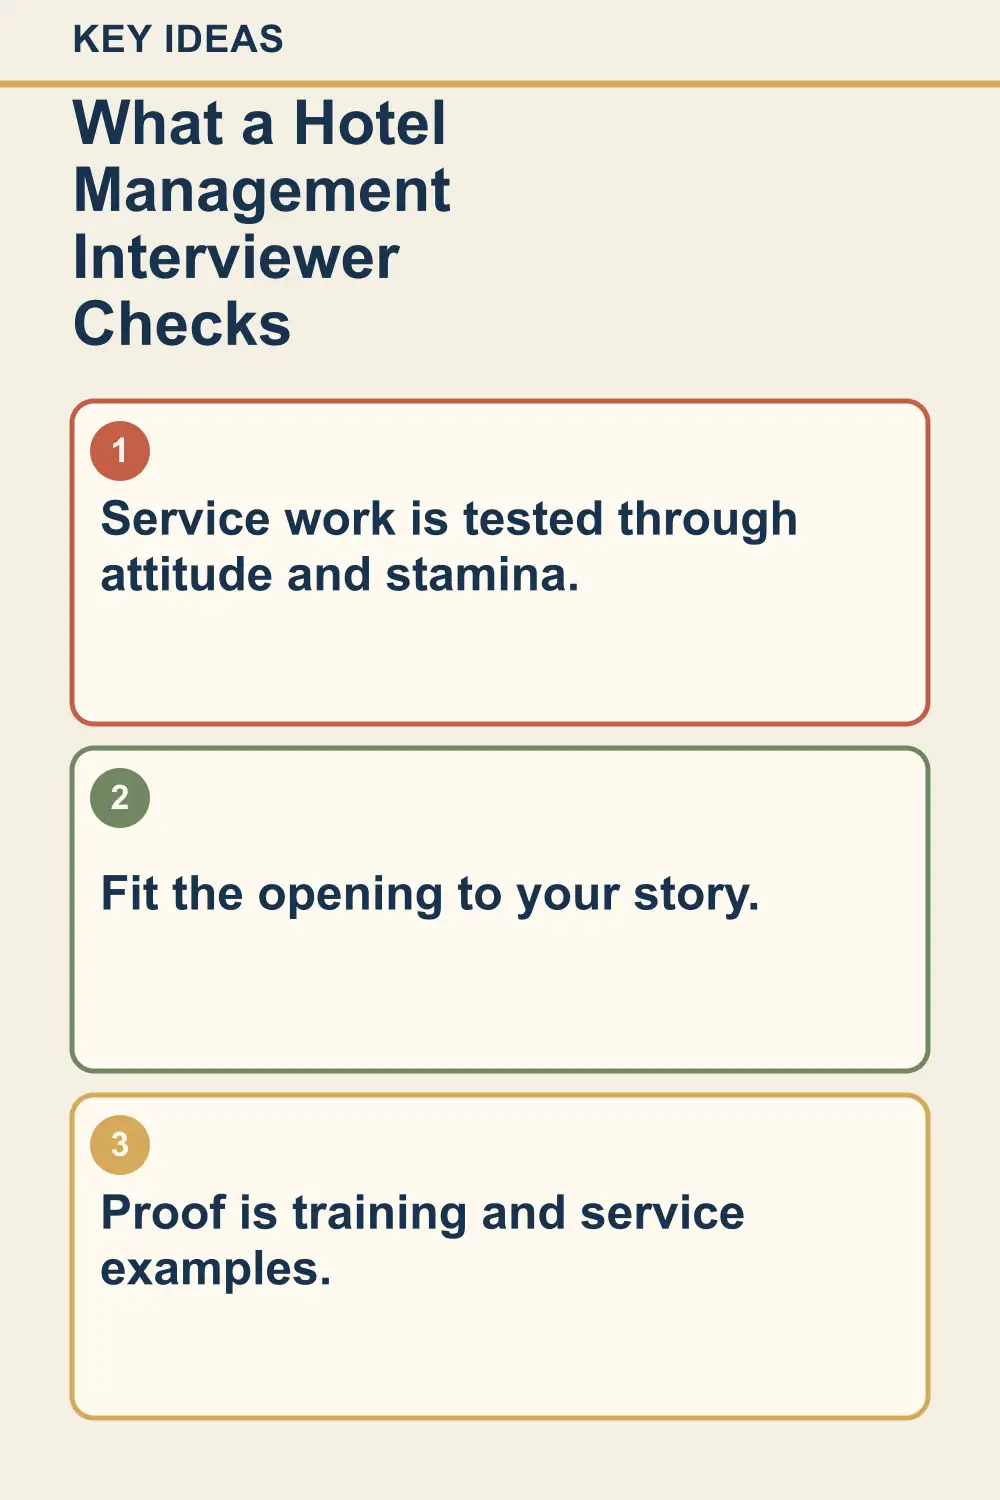 KEY IDEAS
What a Hotel
Management
Interviewer
Checks
1
Service work is tested through
attitude and stamina.
2
Fit the opening to your story.
3
Proof is training and service
examples.